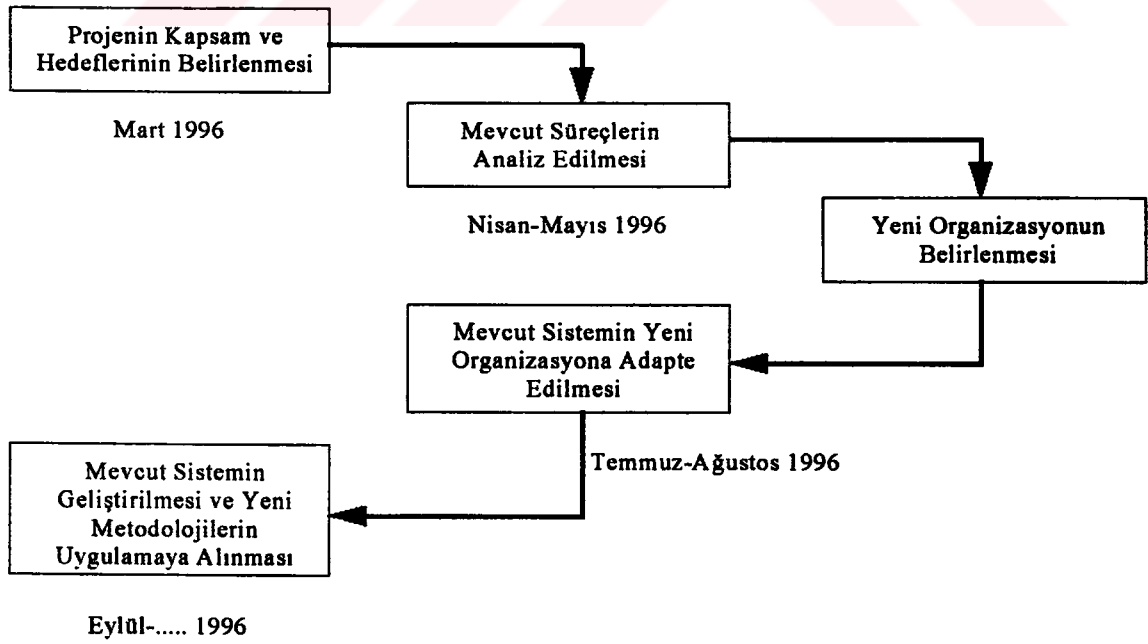 Projenin Kapsam ve
Hedeflerinin Belirlenmesi
Mart 1996
Mevcut Süreçlerin
Analiz Edilmesi
Nisan-Mayıs 1996
Yeni Organizasyonun
Belirlenmesi
Mevcut Sistemin Yeni
Organizasyona Adapte
Edilmesi
Temmuz-Ağustos 1996
Mevcut Sistemin
Geliştirilmesi ve Yeni
Metodolojilerin
Uygulamaya Alınması
Eylül-..... 1996